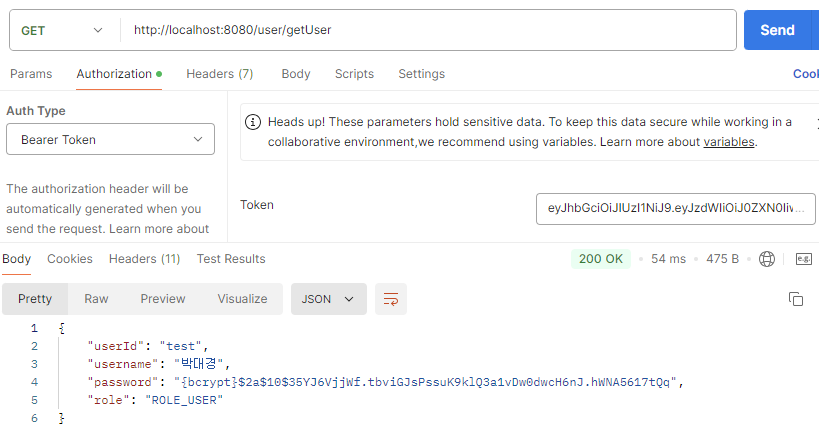 GET http://localhost:8080/user/getUser Send
Params Authorization Headers (7) Body Scripts Settings Cook
Auth Type
Bearer Token
The authorization header will be
automatically generated when you
send the request. Learn more about
Heads up! These parameters hold sensitive data. To keep this data secure while working in a
collaborative environment,we recommend using variables. Learn more about variables.
Token eyJhbGciOiJIUzI1NiJ9.eyJzdWIiOiJ0ZXN0Iiv...
Body Cookies Headers (11) Test Results 200 OK 54 ms 475 B e.g.
Pretty Raw Preview Visualize JSON
1 {
2 "userId": "test",
3 "username": "박대경",
4 "password": "{bcrypt}$2a$10$35YJ6VjjWf.tbviGJsPssuK9klQ3a1vDw0dwcH6nJ.hWNA5617tQq",
5 "role": "ROLE_USER"
6 }